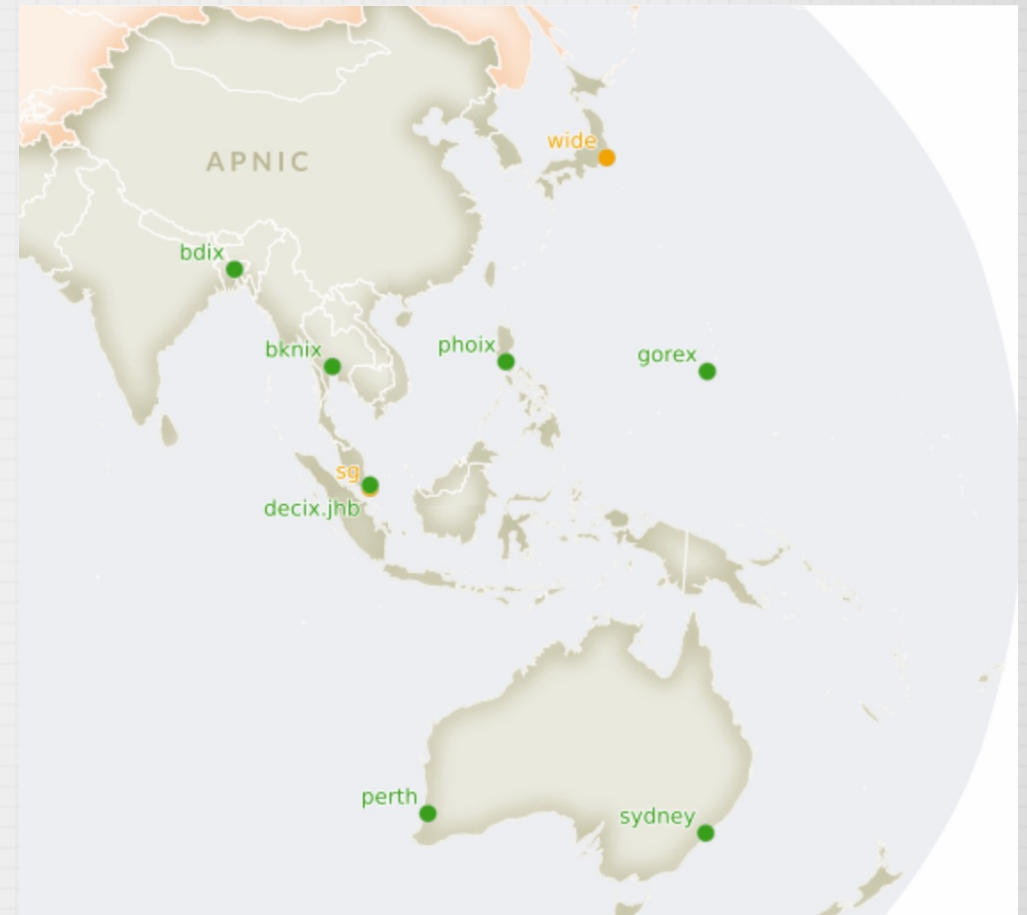 wide
APNIC
bdix
phoix
bknix
gorex
sg
decix.jhb
perth
sydney